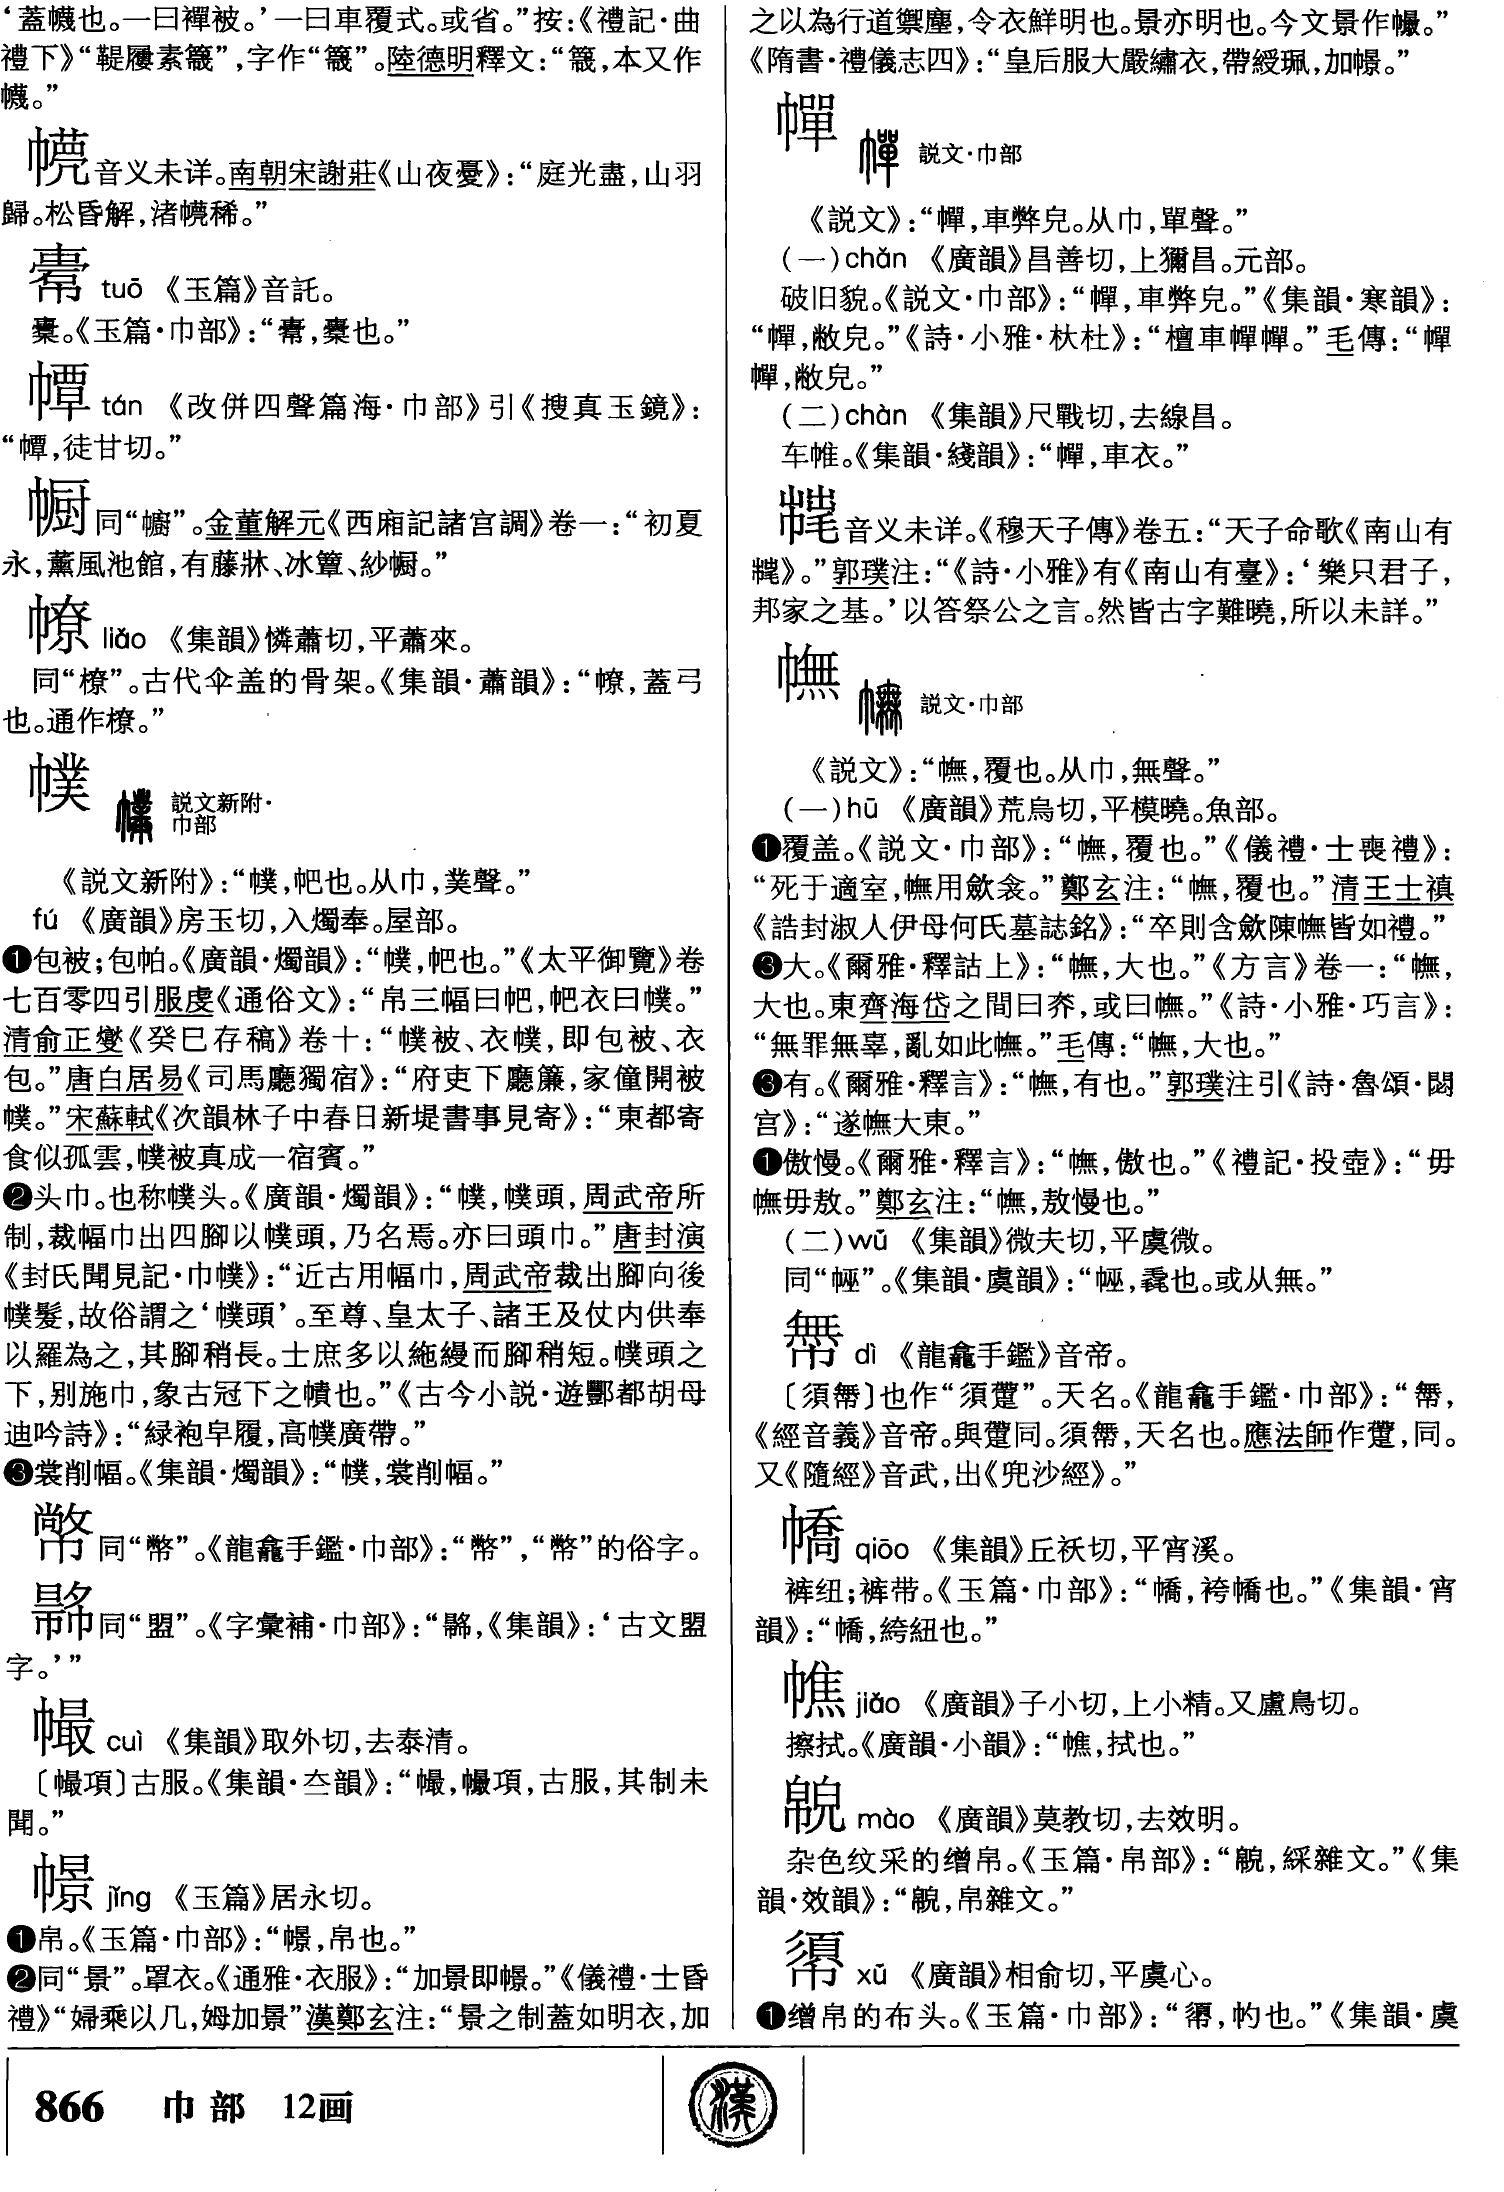 ‘蓋幭也。一曰襌被。’一曰車覆式。或省。”按：《禮記·曲
禮下》“鞮屨素簚”，字作“簚”。陸德明釋文：“簚，本又作
幭。”
音义未详。南朝宋謝莊《山夜憂》：“庭光盡，山羽
歸。松昏解，渚稀。”
tuō 《玉篇》音託。
橐。《玉篇·巾部》：“，橐也。”
tán 《改併四聲篇海·巾部》引《搜真玉鏡》：
“，徒甘切。”
㡡同“幮”。金董解元《西廂記諸宫調》卷一：“初夏
永，薰風池館，有藤牀、冰簟、紗㡡。”
㡻 liǎo 《集韻》憐蕭切，平蕭來。
同“橑”。古代伞盖的骨架。《集韻·蕭韻》：“㡻，蓋弓
也。通作橑。”
幞 説文新附·
巾部
《説文新附》：“幞，帊也。从巾，菐聲。”
fú 《廣韻》房玉切，入燭奉。屋部。
❶包被；包帕。《廣韻·燭韻》：“幞，帊也。”《太平御覽》卷
七百零四引服虔《通俗文》：“帛三幅曰帊，帊衣曰幞。”
清俞正燮《癸巳存稿》卷十：“幞被、衣幞，即包被、衣
包。”唐白居易《司馬廳獨宿》：“府吏下廳簾，家僮開被
幞。”宋蘇軾《次韻林子中春日新堤書事見寄》：“東都寄
食似孤雲，幞被真成一宿賓。”
❷头巾。也称幞头。《廣韻·燭韻》：“幞，幞頭，周武帝所
制，裁幅巾出四腳以幞頭，乃名焉。亦曰頭巾。”唐封演
《封氏聞見記·巾幞》：“近古用幅巾，周武帝裁出腳向後
幞髮，故俗謂之‘幞頭’。至尊、皇太子、諸王及仗内供奉
以羅為之，其腳稍長。士庶多以絁縵而腳稍短。幞頭之
下，别施巾，象古冠下之幘也。”《古今小説·遊酆都胡母
迪吟詩》：“緑袍皁履，高幞廣帶。”
❸裳削幅。《集韻·燭韻》：“幞，裳削幅。”
同“幣”。《龍龕手鑑·巾部》：“幣”，“幣”的俗字。
同“盟”。《字彙補·巾部》：“，《集韻》：‘古文盟
字。’”
㡫 cuì 《集韻》取外切，去泰清。
〔㡫項〕古服。《集韻·夳韻》：“㡫，㡫項，古服，其制未
聞。”
幜 jǐng 《玉篇》居永切。
❶帛。《玉篇·巾部》：“幜，帛也。”
❷同“景”。罩衣。《通雅·衣服》：“加景即幜。”《儀禮·士昏
禮》“婦乘以几，姆加景”漢鄭玄注：“景之制蓋如明衣，加
之以為行道禦塵，令衣鮮明也。景亦明也。今文景作㡫。”
《隋書·禮儀志四》：“皇后服大嚴繡衣，帶綬珮，加幜。”
幝 説文·巾部
《説文》：“幝，車弊皃。从巾，單聲。”
（一）chǎn 《廣韻》昌善切，上獮昌。元部。
破旧貌。《説文·巾部》：“幝，車弊皃。”《集韻·寒韻》：
“幝，敝皃。”《詩·小雅·杕杜》：“檀車幝幝。”毛傳：“幝
幝，敝皃。”
（二）chàn 《集韻》尺戰切，去線昌。
车帷。《集韻·綫韻》：“幝，車衣。”
音义未详。《穆天子傳》卷五：“天子命歌《南山有
》。”郭璞注：“《詩·小雅》有《南山有臺》：‘樂只君子，
邦家之基。’以答祭公之言。然皆古字難曉，所以未詳。”
幠 説文·巾部
《説文》：“幠，覆也。从巾，無聲。”
（一）hū 《廣韻》荒烏切，平模曉。魚部。
❶覆盖。《説文·巾部》：“幠，覆也。”《儀禮·士喪禮》：
“死于適室，幠用斂衾。”鄭玄注：“幠，覆也。”清王士禛
《誥封淑人伊母何氏墓誌銘》：“卒則含斂陳幠皆如禮。”
❸大。《爾雅·釋詁上》：“幠，大也。”《方言》卷一：“幠，
大也。東齊海岱之間曰夼，或曰幠。”《詩·小雅·巧言》：
“無罪無辜，亂如此幠。”毛傳：“幠，大也。”
❸有。《爾雅·釋言》：“幠，有也。”郭璞注引《詩·魯頌·閟
宫》：“遂幠大東。”
❶傲慢。《爾雅·釋言》：“幠，傲也。”《禮記·投壺》：“毋
幠毋敖。”鄭玄注：“幠，敖慢也。”
（二）wǔ 《集韻》微夫切，平虞微。
同“”。《集韻·虞韻》：“，毳也。或从無。”
dì 《龍龕手鑑》音帝。
〔須〕也作“須”。天名。《龍龕手鑑·巾部》：“，
《經音義》音帝。與同。須，天名也。應法師作，同。
又《隨經》音武，出《兜沙經》。”
㡑 qiāo 《集韻》丘祅切，平宵溪。
裤纽；裤带。《玉篇·巾部》：“㡑，袴㡑也。”《集韻·宵
韻》：“㡑，絝紐也。”
jiǎo 《廣韻》子小切，上小精。又盧鳥切。
擦拭。《廣韻·小韻》：“，拭也。”
mào 《廣韻》莫教切，去效明。
杂色纹采的缯帛。《玉篇·帛部》：“，綵雜文。”《集
韻·效韻》：“，帛雜文。”
xū 《廣韻》相俞切，平虞心。
❶缯帛的布头。《玉篇·巾部》：“，㡅也。”《集韻·虞
866 巾部 12画
漢